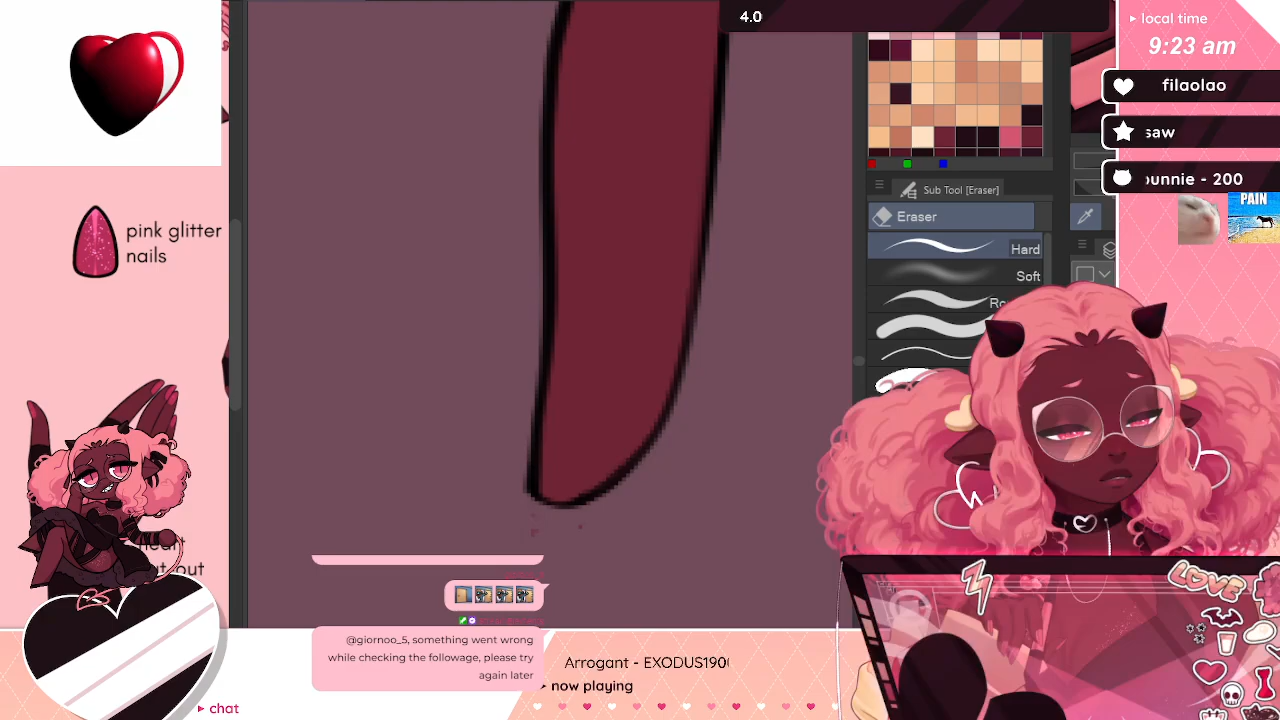 4.0
local time
9:23 am
filaolao
saw
bunnie - 200
PAIN
Sub Tool [Eraser]
Eraser
Hard
Soft
pink glitter
nails
@giornoo_5, something went wrong
while checking the followage, please try
again later
Arrogant - EXODUS190
now playing
chat
LOVE